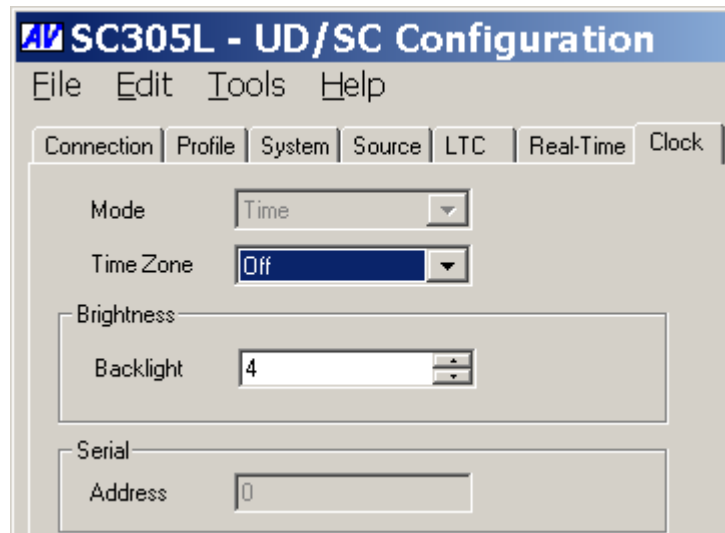 AV SC305L - UD/SC Configuration
File Edit Tools Help
Connection Profile System Source LTC Real-Time Clock
Mode Time
Time Zone Off
Brightness
Backlight 4
Serial
Address 0